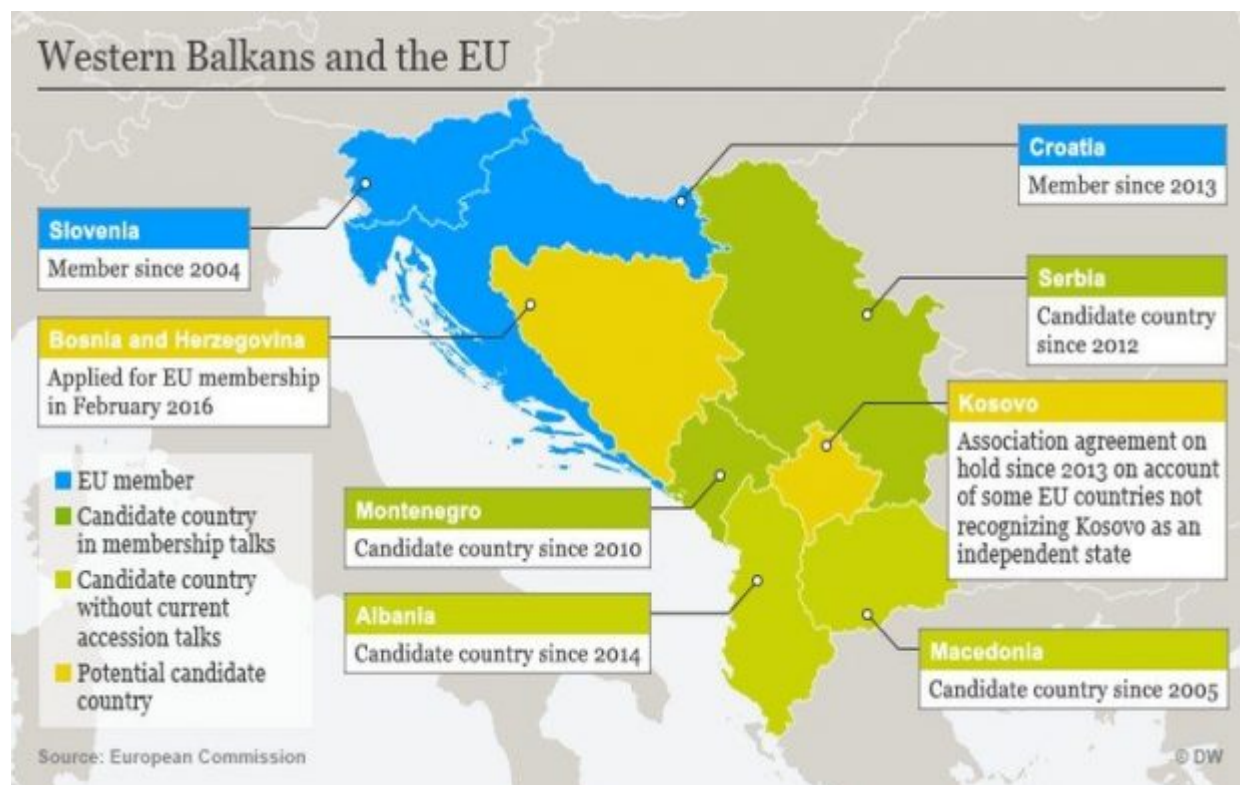 Western Balkans and the EU
Croatia
Member since 2013
Slovenia
Member since 2004
Serbia
Candidate country
since 2012
Bosnia and Herzegovina
Applied for EU membership
in February 2016
Kosovo
Association agreement on
hold since 2013 on account
of some EU countries not
recognizing Kosovo as an
independent state
EU member
Candidate country
in membership talks
Candidate country
without current
accession talks
Potential candidate
country
Montenegro
Candidate country since 2010
Albania
Candidate country since 2014
Macedonia
Candidate country since 2005
Source: European Commission
© DW